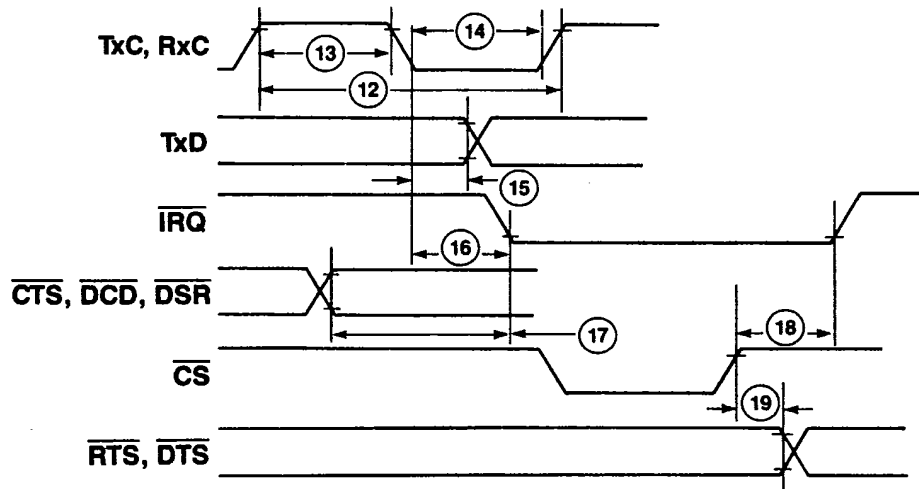 TxC, RxC
14
13
12
TxD
15
IRQ
16
CTS, DCD, DSR
17
18
CS
19
RTS, DTS